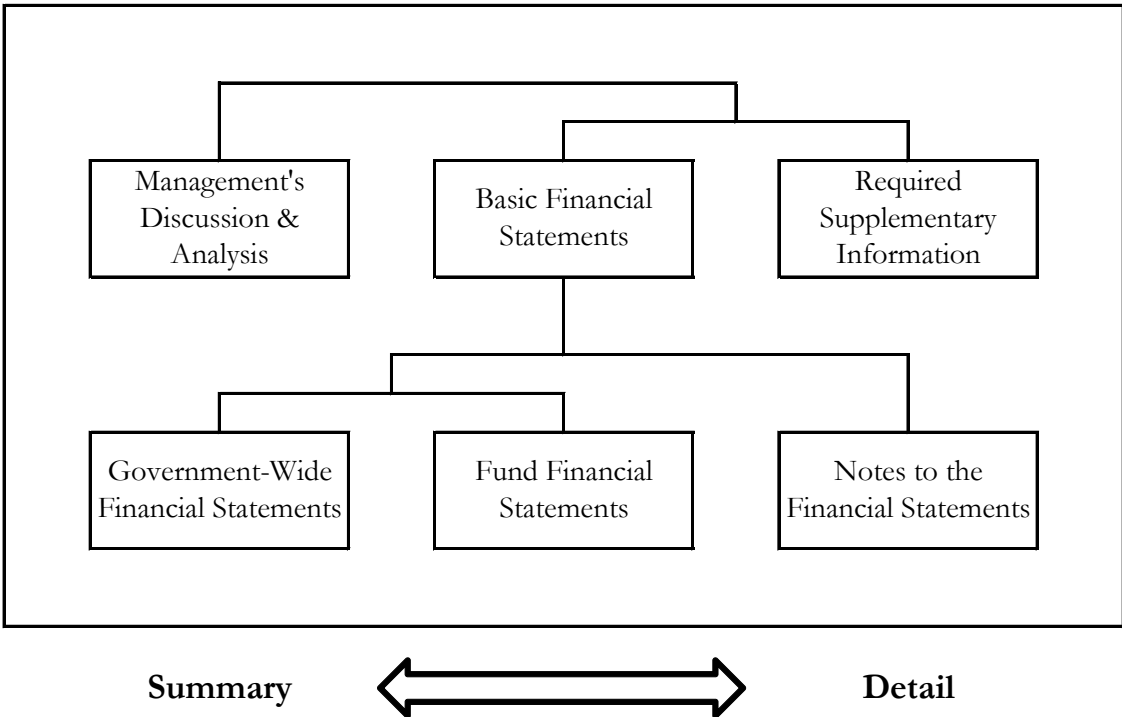 Management's
Discussion &
Analysis
Basic Financial
Statements
Required
Supplementary
Information
Government-Wide
Financial Statements
Fund Financial
Statements
Notes to the
Financial Statements
Summary
Detail